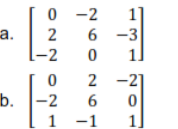 a. [0 -2 1]
[2 6 -3]
[-2 0 1]
b. [0 2 -2]
[-2 6 0]
[1 -1 1]